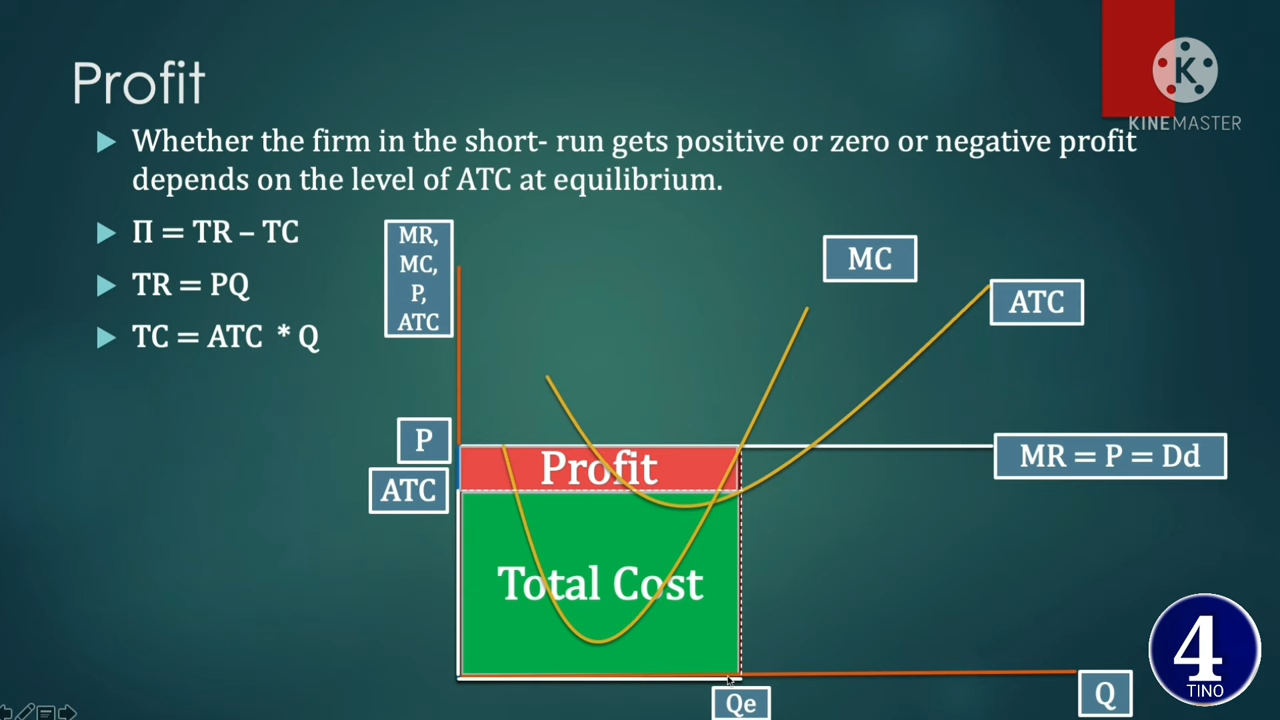 Profit
K
KINEMASTER
Whether the firm in the short- run gets positive or zero or negative profit
depends on the level of ATC at equilibrium.
Π = TR – TC
TR = PQ
TC = ATC * Q
MR,
MC,
P,
ATC
MC
ATC
P
ATC
Profit
MR = P = Dd
Total Cost
Qe
Q
4
TINO